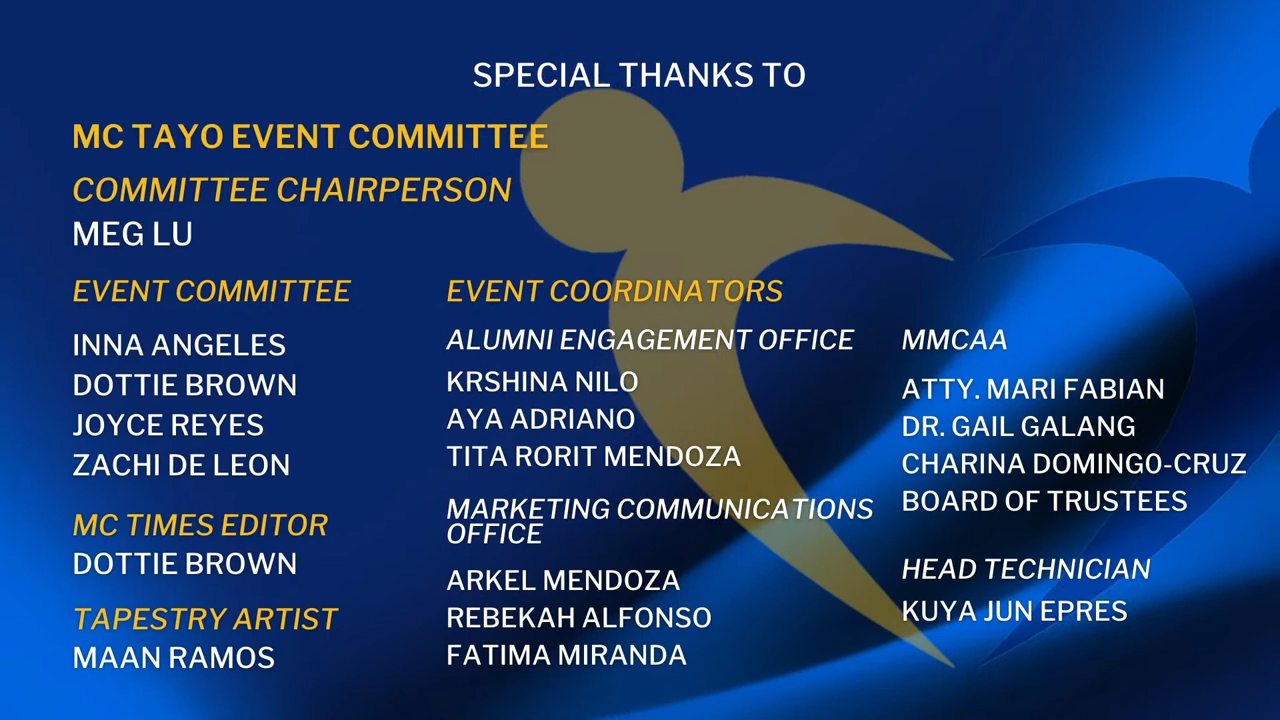 SPECIAL THANKS TO
MC TAYO EVENT COMMITTEE
COMMITTEE CHAIRPERSON
MEG LU
EVENT COMMITTEE
INNA ANGELES
DOTTIE BROWN
JOYCE REYES
ZACHI DE LEON
MC TIMES EDITOR
DOTTIE BROWN
TAPESTRY ARTIST
MAAN RAMOS
EVENT COORDINATORS
ALUMNI ENGAGEMENT OFFICE
KRSHINA NILO
AYA ADRIANO
TITA RORIT MENDOZA
MARKETING COMMUNICATIONS
OFFICE
ARKEL MENDOZA
REBEKAH ALFONSO
FATIMA MIRANDA
MMCAA
ATTY. MARI FABIAN
DR. GAIL GALANG
CHARINA DOMING0-CRUZ
BOARD OF TRUSTEES
HEAD TECHNICIAN
KUYA JUN EPRES